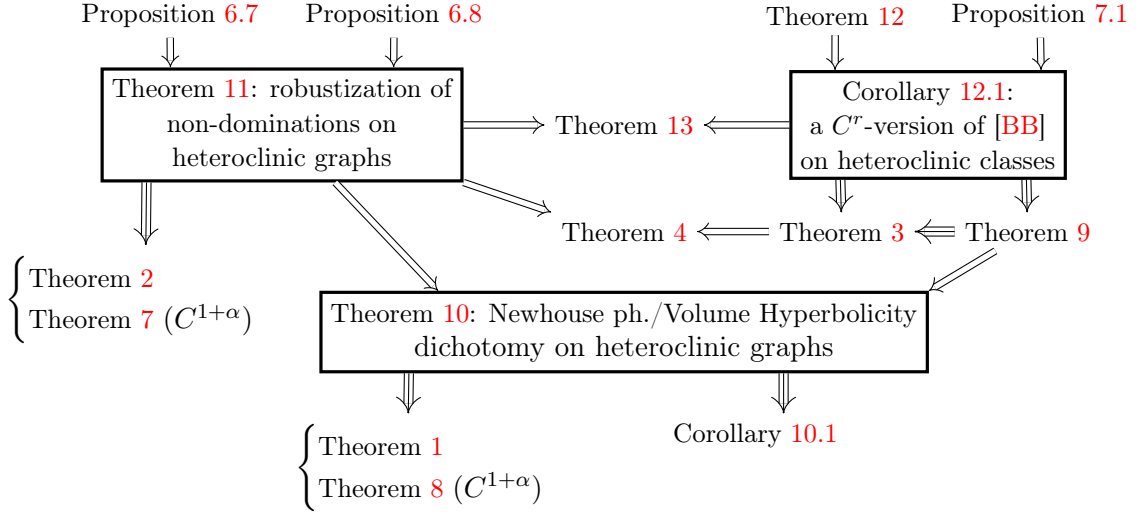 Proposition 6.7
Proposition 6.8
Theorem 12
Proposition 7.1
Theorem 11: robustization of
non-dominations on
heteroclinic graphs
Theorem 13
Corollary 12.1:
a C^r-version of [BB]
on heteroclinic classes
Theorem 4
Theorem 3
Theorem 9
Theorem 2
Theorem 7 (C^{1+α})
Theorem 10: Newhouse ph./Volume Hyperbolicity
dichotomy on heteroclinic graphs
Theorem 1
Theorem 8 (C^{1+α})
Corollary 10.1